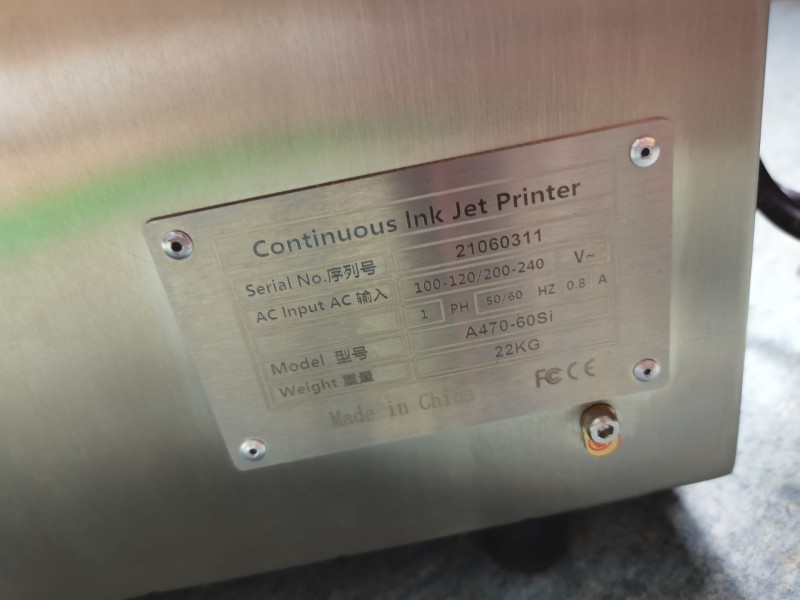 Continuous Ink Jet Printer
Serial No.序列号 21060311
AC Input AC 输入 100-120/200-240 V~
1 PH 50/60 HZ 0.8 A
Model 型号 A470-60Si
Weight 重量 22KG
FC CE
Made in China